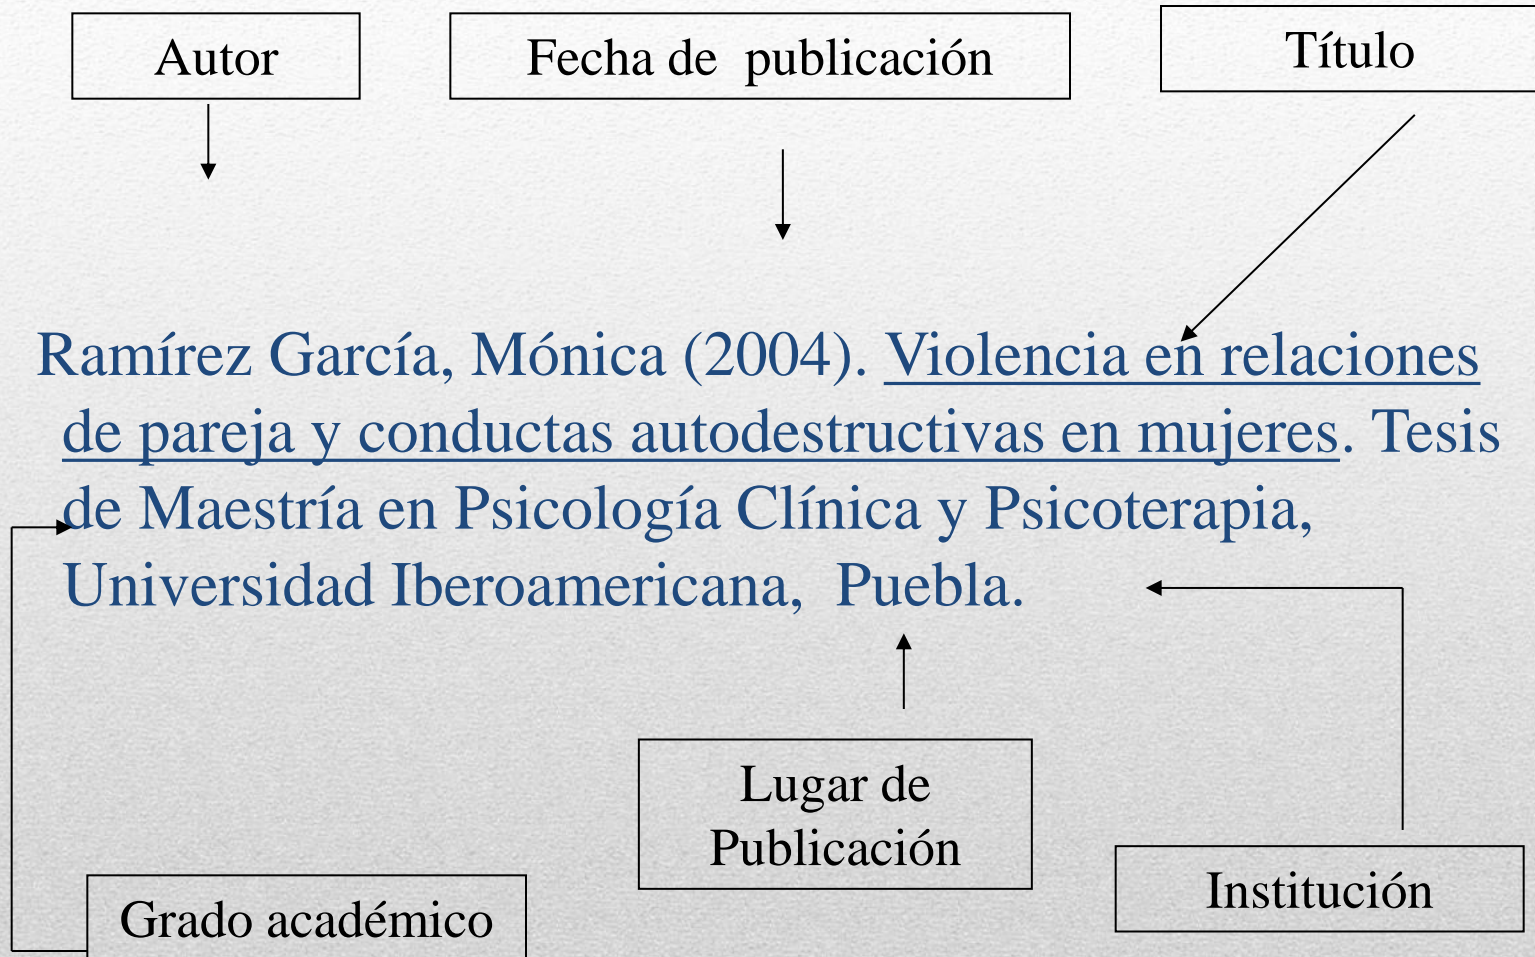 Autor
Fecha de publicación
Título
Ramírez García, Mónica (2004). Violencia en relaciones
de pareja y conductas autodestructivas en mujeres. Tesis
de Maestría en Psicología Clínica y Psicoterapia,
Universidad Iberoamericana, Puebla.
Lugar de
Publicación
Institución
Grado académico